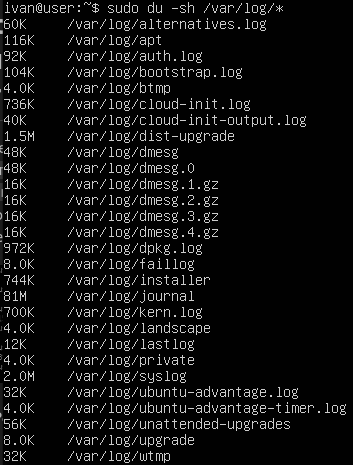 ivan@user:~$ sudo du -sh /var/log/*
60K /var/log/alternatives.log
116K /var/log/apt
92K /var/log/auth.log
104K /var/log/bootstrap.log
4.0K /var/log/btmp
736K /var/log/cloud-init.log
40K /var/log/cloud-init-output.log
1.5M /var/log/dist-upgrade
48K /var/log/dmesg
48K /var/log/dmesg.0
16K /var/log/dmesg.1.gz
16K /var/log/dmesg.2.gz
16K /var/log/dmesg.3.gz
16K /var/log/dmesg.4.gz
972K /var/log/dpkg.log
8.0K /var/log/faillog
744K /var/log/installer
81M /var/log/journal
700K /var/log/kern.log
4.0K /var/log/landscape
12K /var/log/lastlog
4.0K /var/log/private
2.0M /var/log/syslog
32K /var/log/ubuntu-advantage.log
4.0K /var/log/ubuntu-advantage-timer.log
56K /var/log/unattended-upgrades
8.0K /var/log/upgrade
32K /var/log/wtmp